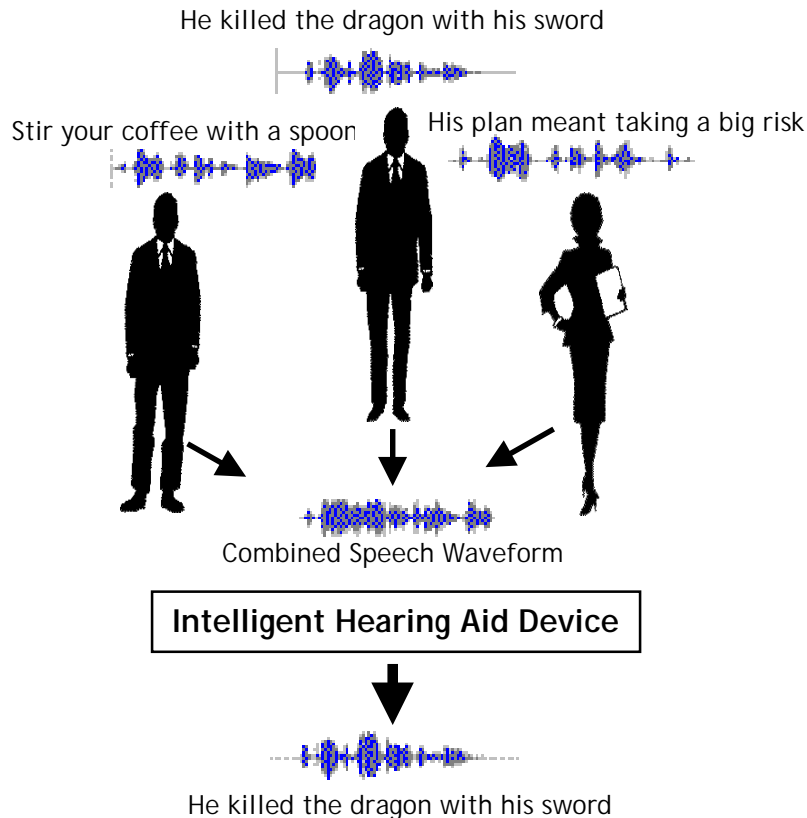 He killed the dragon with his sword
Stir your coffee with a spoon
His plan meant taking a big risk
Combined Speech Waveform
Intelligent Hearing Aid Device
He killed the dragon with his sword